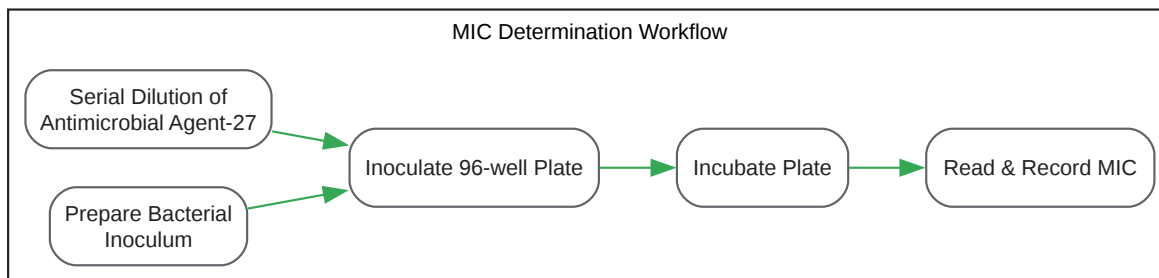 MIC Determination Workflow
Serial Dilution of
Antimicrobial Agent-27
Prepare Bacterial
Inoculum
Inoculate 96-well Plate
Incubate Plate
Read & Record MIC